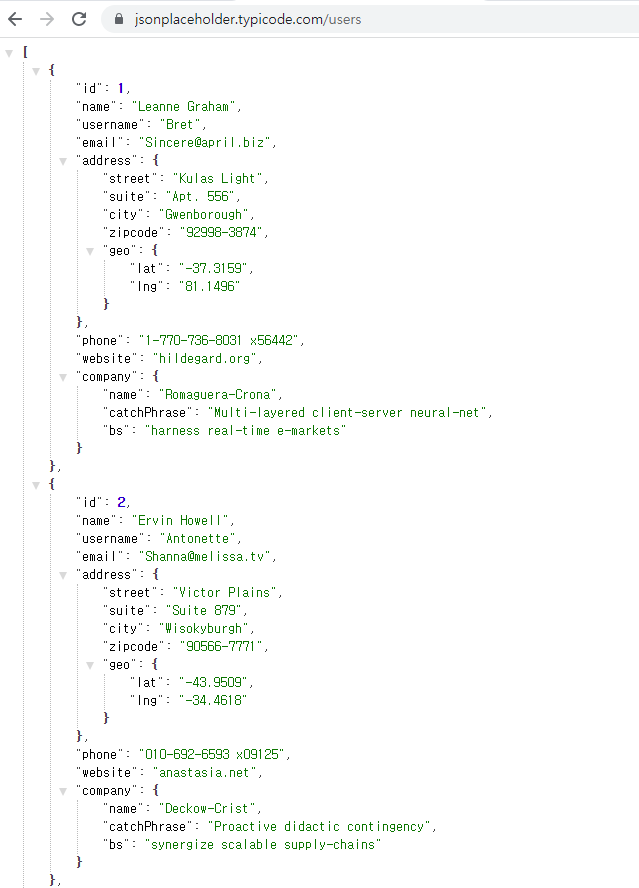 jsonplaceholder.typicode.com/users
[
{
"id": 1,
"name": "Leanne Graham",
"username": "Bret",
"email": "Sincere@april.biz",
"address": {
"street": "Kulas Light",
"suite": "Apt. 556",
"city": "Gwenborough",
"zipcode": "92998-3874",
"geo": {
"lat": "-37.3159",
"lng": "81.1496"
}
},
"phone": "1-770-736-8031 x56442",
"website": "hildegard.org",
"company": {
"name": "Romaguera-Crona",
"catchPhrase": "Multi-layered client-server neural-net",
"bs": "harness real-time e-markets"
}
},
{
"id": 2,
"name": "Ervin Howell",
"username": "Antonette",
"email": "Shanna@melissa.tv",
"address": {
"street": "Victor Plains",
"suite": "Suite 879",
"city": "Wisokyburgh",
"zipcode": "90566-7771",
"geo": {
"lat": "-43.9509",
"lng": "-34.4618"
}
},
"phone": "010-692-6593 x09125",
"website": "anastasia.net",
"company": {
"name": "Deckow-Crist",
"catchPhrase": "Proactive didactic contingency",
"bs": "synergize scalable supply-chains"
}
},